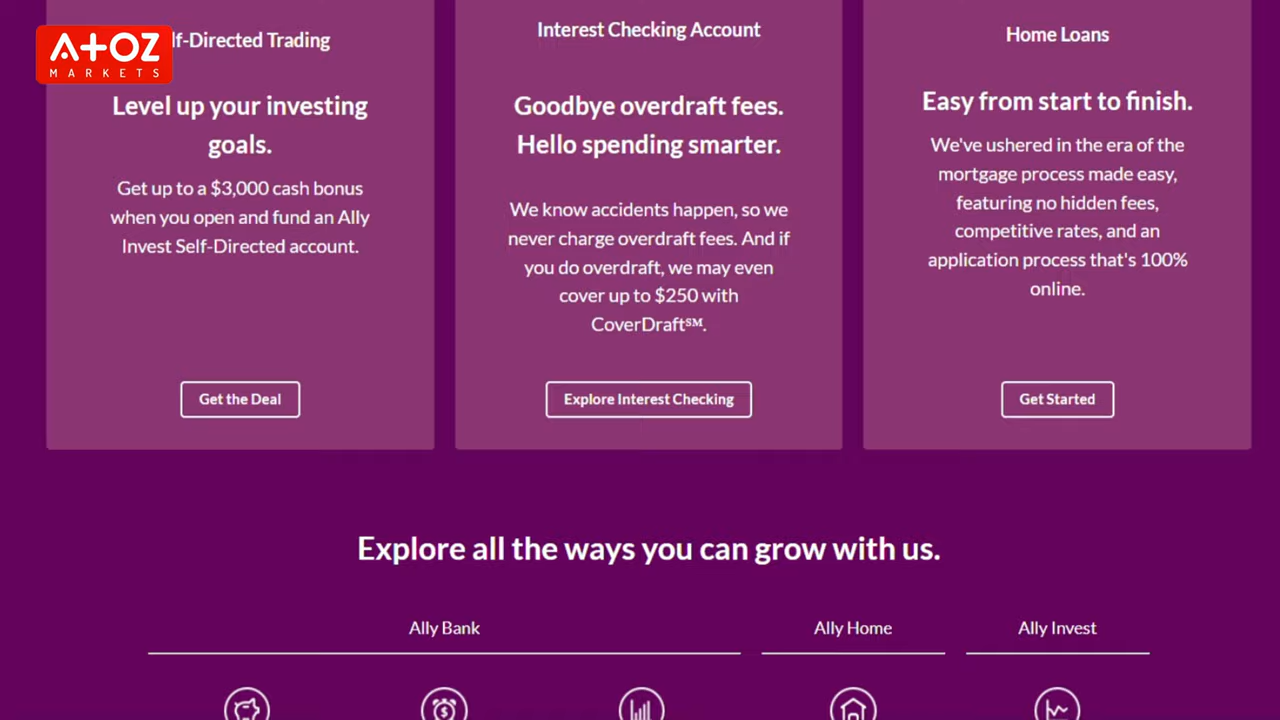 A+OZ
MARKETS
lf-Directed Trading
Level up your investing
goals.
Get up to a $3,000 cash bonus
when you open and fund an Ally
Invest Self-Directed account.
Get the Deal
Interest Checking Account
Goodbye overdraft fees.
Hello spending smarter.
We know accidents happen, so we
never charge overdraft fees. And if
you do overdraft, we may even
cover up to $250 with
CoverDraft℠.
Explore Interest Checking
Home Loans
Easy from start to finish.
We've ushered in the era of the
mortgage process made easy,
featuring no hidden fees,
competitive rates, and an
application process that's 100%
online.
Get Started
Explore all the ways you can grow with us.
Ally Bank
Ally Home
Ally Invest